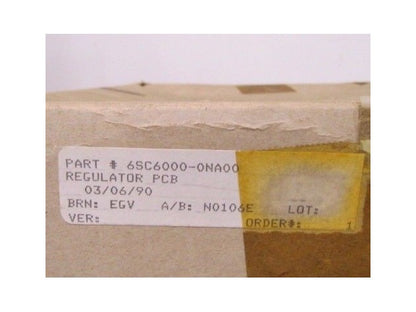 PART # 6SC6000-0NA00
REGULATOR PCB
03/06/90
BRN: EGV A/B: N0106E LOT:
VER: ORDER#: 1